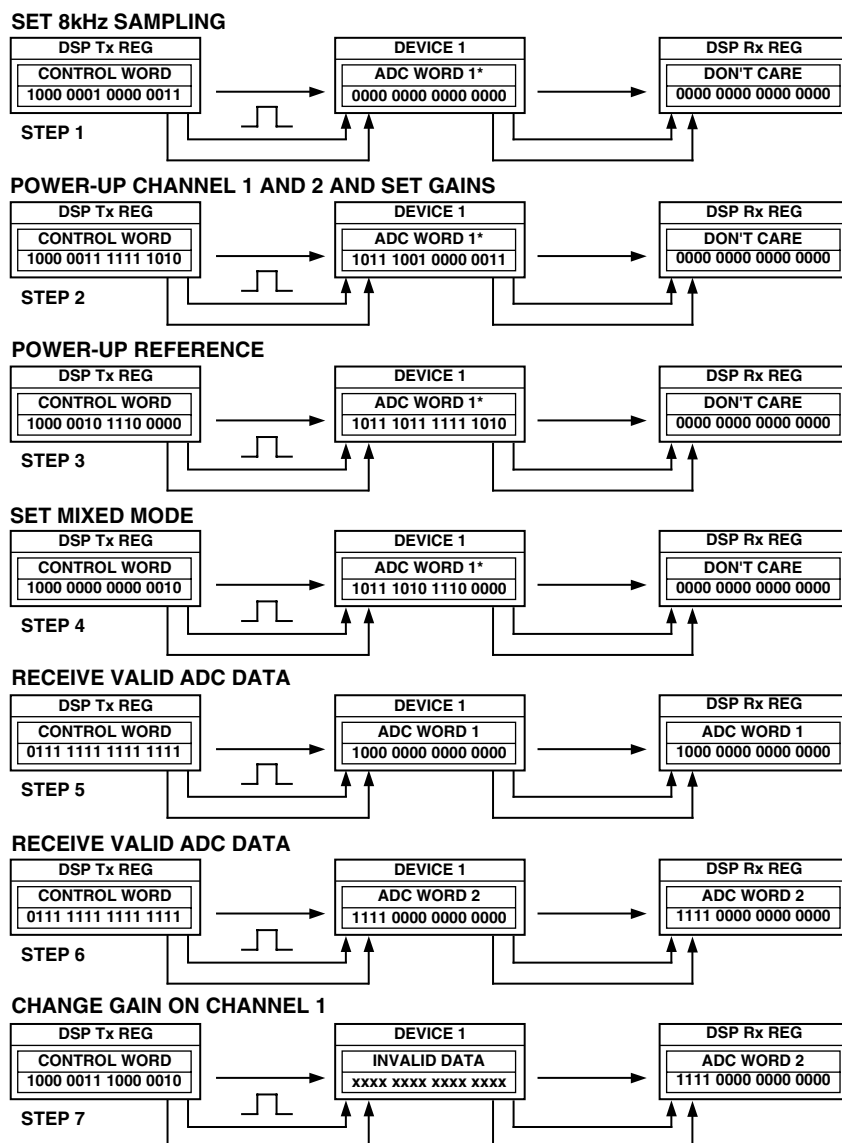 SET 8kHz SAMPLING
DSP Tx REG DEVICE 1 DSP Rx REG
CONTROL WORD ADC WORD 1* DON'T CARE
1000 0001 0000 0011 0000 0000 0000 0000 0000 0000 0000 0000
STEP 1
POWER-UP CHANNEL 1 AND 2 AND SET GAINS
DSP Tx REG DEVICE 1 DSP Rx REG
CONTROL WORD ADC WORD 1* DON'T CARE
1000 0011 1111 1010 1011 1001 0000 0011 0000 0000 0000 0000
STEP 2
POWER-UP REFERENCE
DSP Tx REG DEVICE 1 DSP Rx REG
CONTROL WORD ADC WORD 1* DON'T CARE
1000 0010 1110 0000 1011 1011 1111 1010 0000 0000 0000 0000
STEP 3
SET MIXED MODE
DSP Tx REG DEVICE 1 DSP Rx REG
CONTROL WORD ADC WORD 1* DON'T CARE
1000 0000 0000 0010 1011 1010 1110 0000 0000 0000 0000 0000
STEP 4
RECEIVE VALID ADC DATA
DSP Tx REG DEVICE 1 DSP Rx REG
CONTROL WORD ADC WORD 1 ADC WORD 1
0111 1111 1111 1111 1000 0000 0000 0000 1000 0000 0000 0000
STEP 5
RECEIVE VALID ADC DATA
DSP Tx REG DEVICE 1 DSP Rx REG
CONTROL WORD ADC WORD 2 ADC WORD 2
0111 1111 1111 1111 1111 0000 0000 0000 1111 0000 0000 0000
STEP 6
CHANGE GAIN ON CHANNEL 1
DSP Tx REG DEVICE 1 DSP Rx REG
CONTROL WORD INVALID DATA ADC WORD 2
1000 0011 1000 0010 xxxx xxxx xxxx xxxx 1111 0000 0000 0000
STEP 7